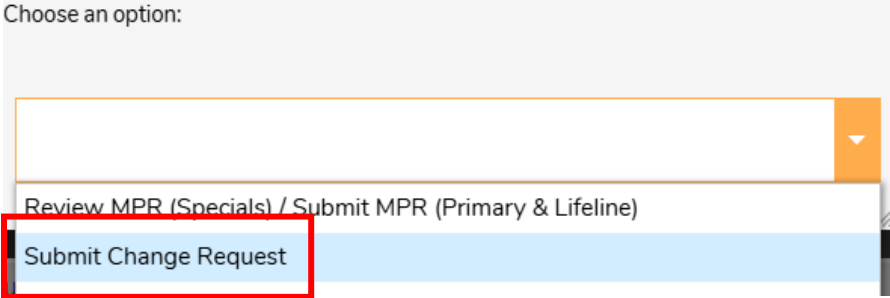 Choose an option:
Review MPR (Specials) / Submit MPR (Primary & Lifeline)
Submit Change Request